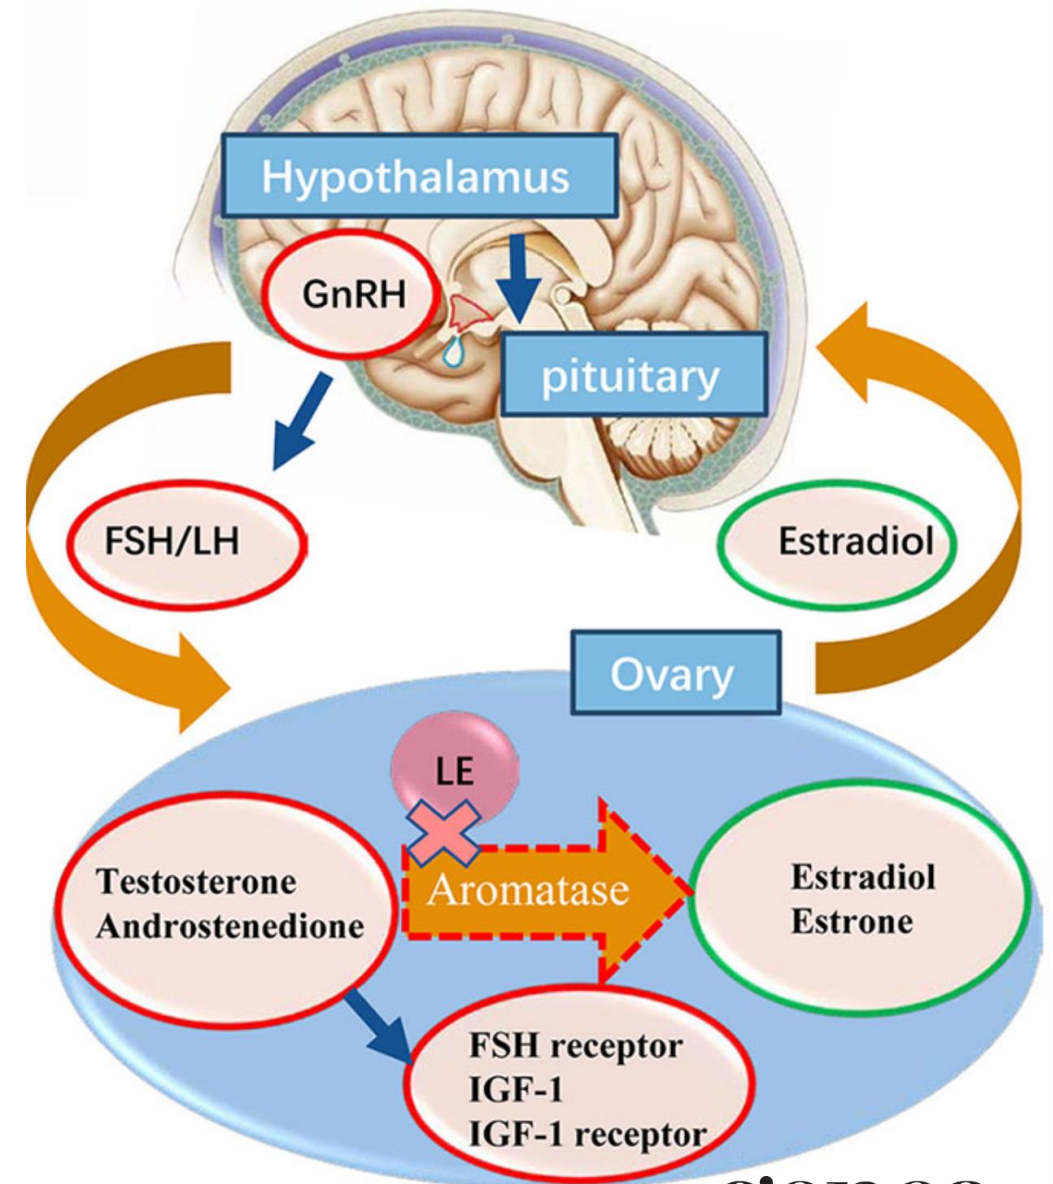 Hypothalamus
GnRH
pituitary
FSH/LH
Estradiol
Ovary
LE
Testosterone
Androstenedione
Aromatase
Estradiol
Estrone
FSH receptor
IGF-1
IGF-1 receptor